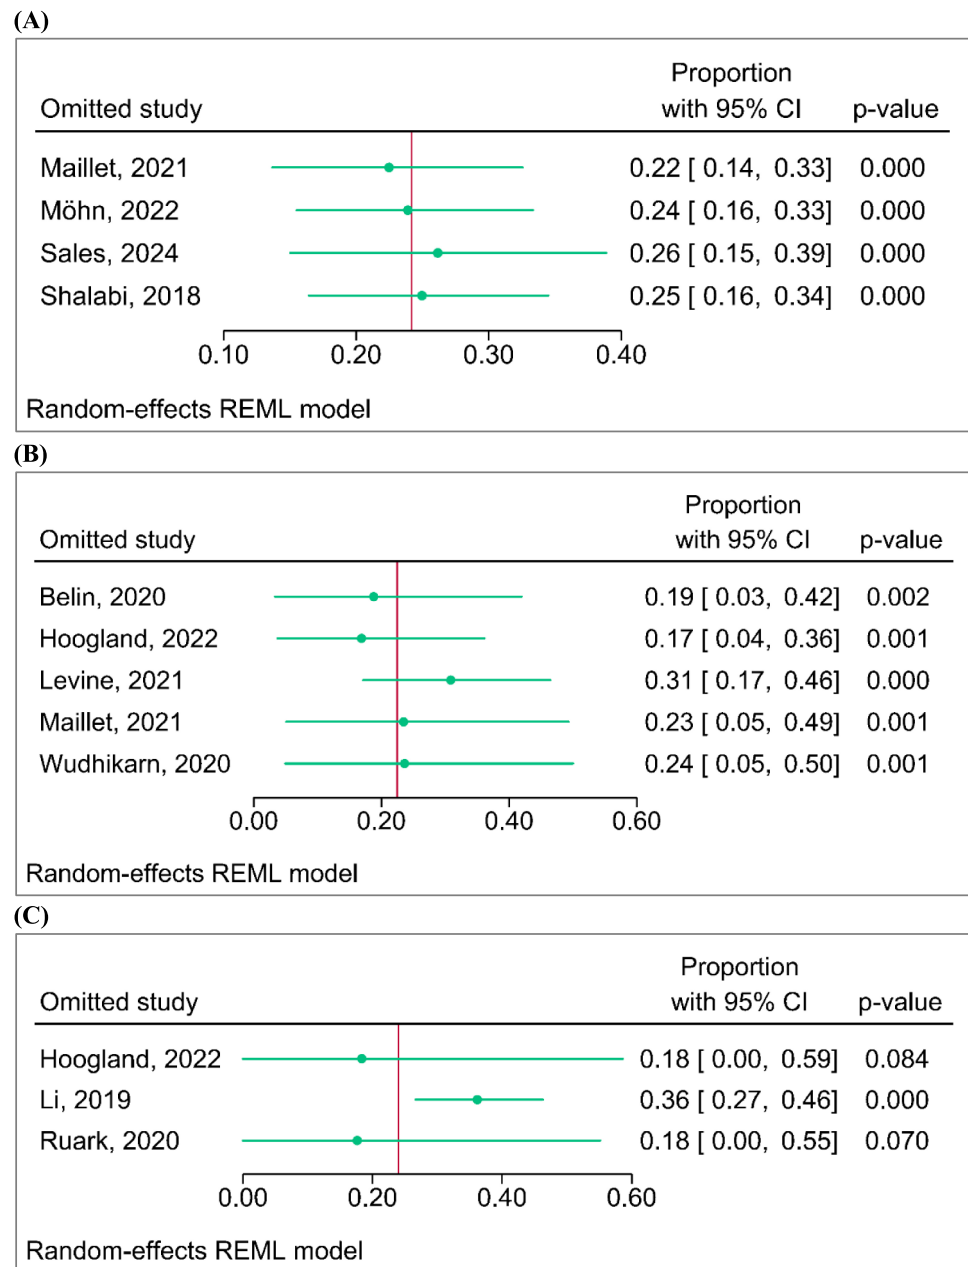 (A)
Proportion
Omitted study with 95% CI p-value
Maillet, 2021 0.22 [ 0.14, 0.33] 0.000
Möhn, 2022 0.24 [ 0.16, 0.33] 0.000
Sales, 2024 0.26 [ 0.15, 0.39] 0.000
Shalabi, 2018 0.25 [ 0.16, 0.34] 0.000
0.10 0.20 0.30 0.40
Random-effects REML model
(B)
Proportion
Omitted study with 95% CI p-value
Belin, 2020 0.19 [ 0.03, 0.42] 0.002
Hoogland, 2022 0.17 [ 0.04, 0.36] 0.001
Levine, 2021 0.31 [ 0.17, 0.46] 0.000
Maillet, 2021 0.23 [ 0.05, 0.49] 0.001
Wudhikarn, 2020 0.24 [ 0.05, 0.50] 0.001
0.00 0.20 0.40 0.60
Random-effects REML model
(C)
Proportion
Omitted study with 95% CI p-value
Hoogland, 2022 0.18 [ 0.00, 0.59] 0.084
Li, 2019 0.36 [ 0.27, 0.46] 0.000
Ruark, 2020 0.18 [ 0.00, 0.55] 0.070
0.00 0.20 0.40 0.60
Random-effects REML model